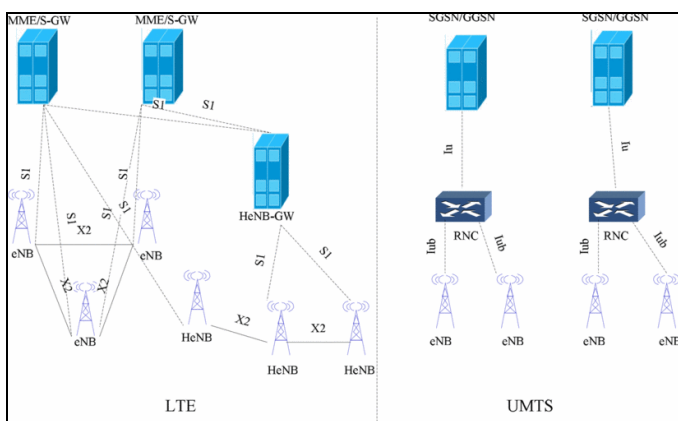 MME/S-GW
MME/S-GW
SGSN/GGSN
SGSN/GGSN
S1
S1
Iu
Iu
S1
S1
HeNB-GW
S1
S1
S1
X2
RNC
RNC
eNB
eNB
S1
S1
Iub
Iub
Iub
Iub
X2
X2
eNB
HeNB
X2
X2
eNB
eNB
eNB
eNB
HeNB
HeNB
LTE
UMTS